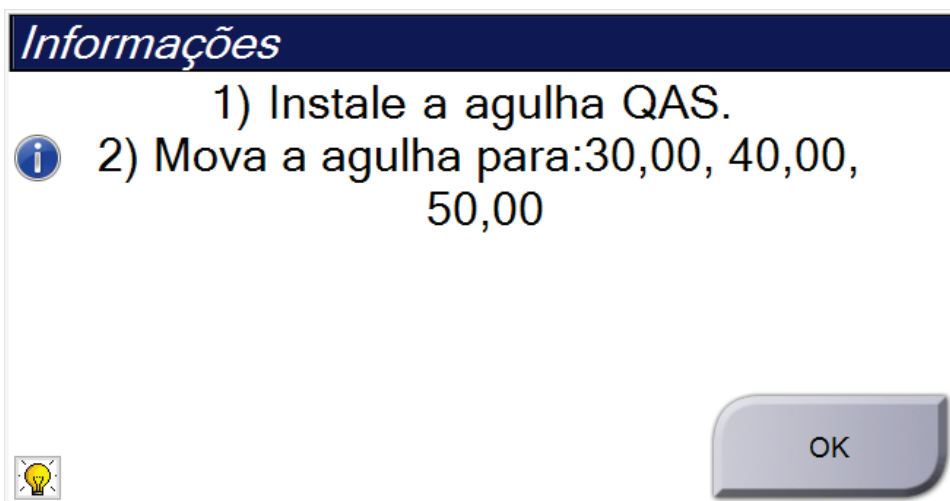 Informações
1) Instale a agulha QAS.
2) Mova a agulha para:30,00, 40,00,
50,00
OK